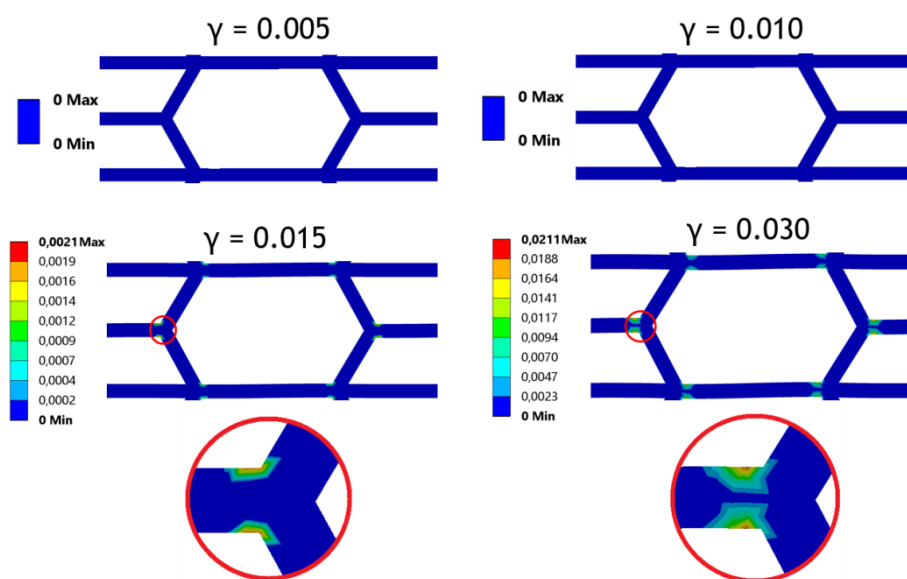 γ = 0.005
0 Max
0 Min
γ = 0.010
0 Max
0 Min
γ = 0.015
0,0021Max
0,0019
0,0016
0,0014
0,0012
0,0009
0,0007
0,0004
0,0002
0 Min
γ = 0.030
0,0211Max
0,0188
0,0164
0,0141
0,0117
0,0094
0,0070
0,0047
0,0023
0 Min